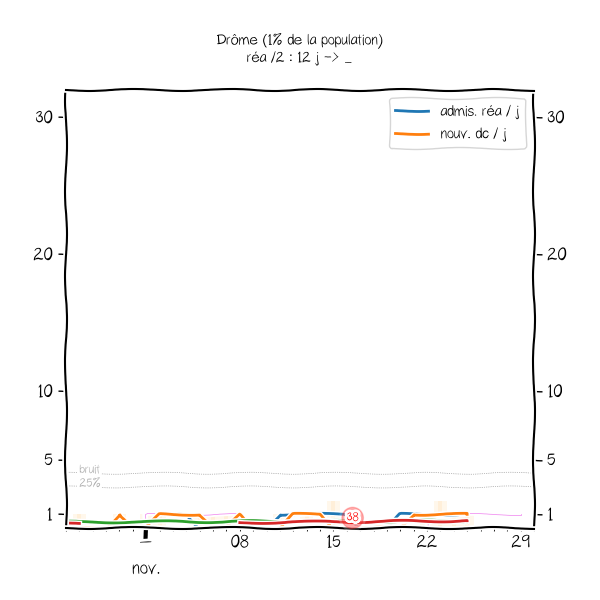 Drôme (1% de la population)
réa /2 : 12 j -> _
admis. réa / j
nouv. dc / j
30
30
20
20
10
10
5
5
bruit
25%
1
1
38
1
08
15
22
29
nov.